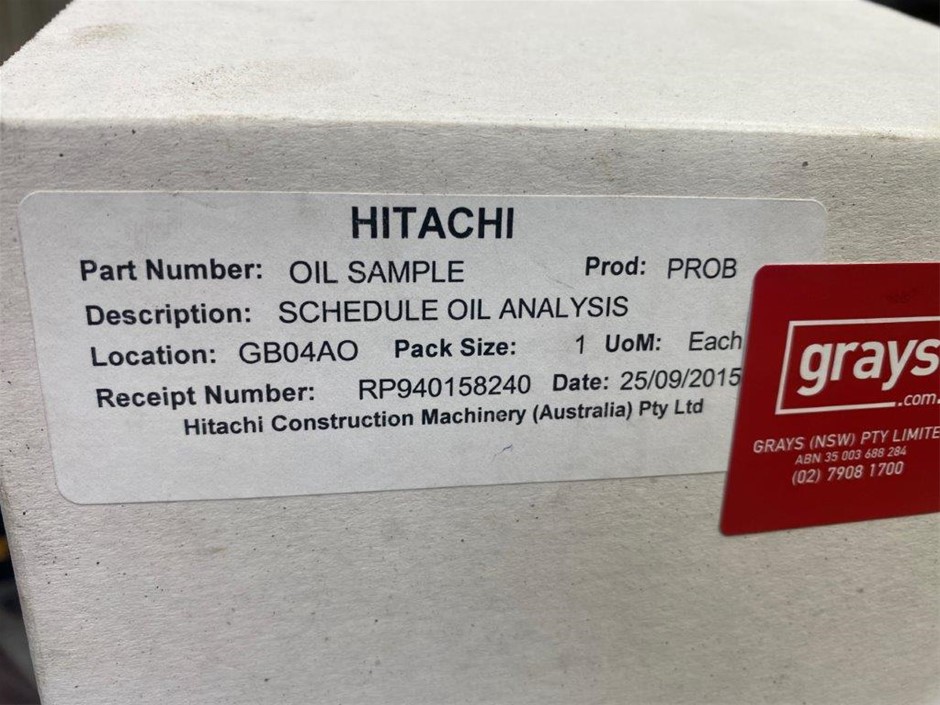 HITACHI
Part Number: OIL SAMPLE Prod: PROB
Description: SCHEDULE OIL ANALYSIS
Location: GB04AO Pack Size: 1 UoM: Each
Receipt Number: RP940158240 Date: 25/09/2015
Hitachi Construction Machinery (Australia) Pty Ltd
grays
.com.
GRAYS (NSW) PTY LIMITE
ABN 35 003 688 284
(02) 7908 1700